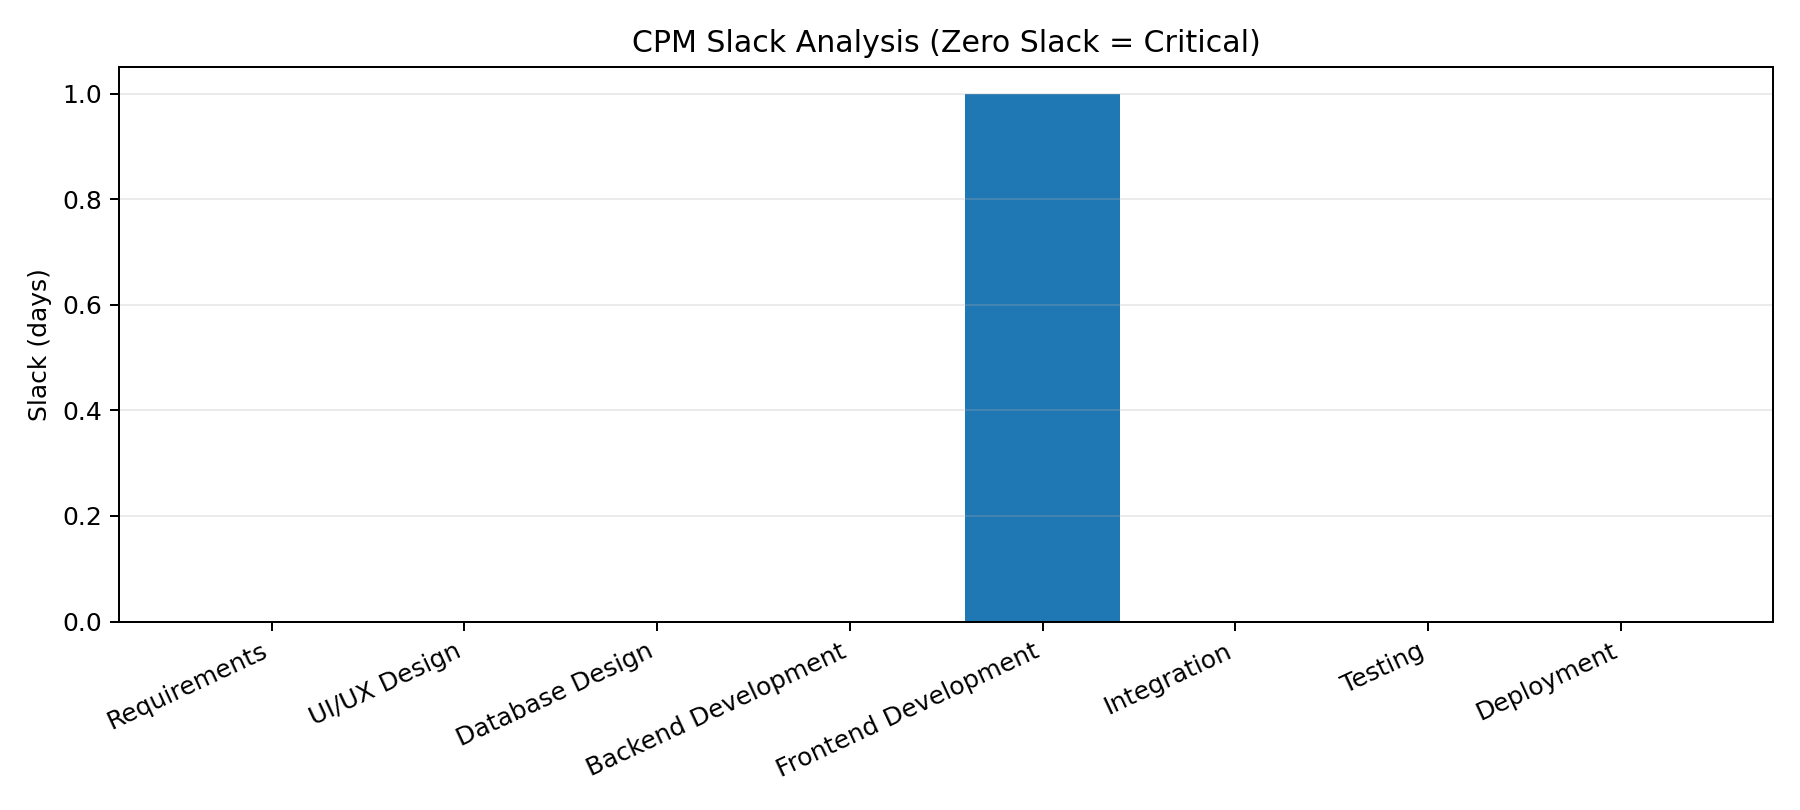 CPM Slack Analysis (Zero Slack = Critical)
Slack (days)
1.0
0.8
0.6
0.4
0.2
0.0
Requirements
UI/UX Design
Database Design
Backend Development
Frontend Development
Integration
Testing
Deployment